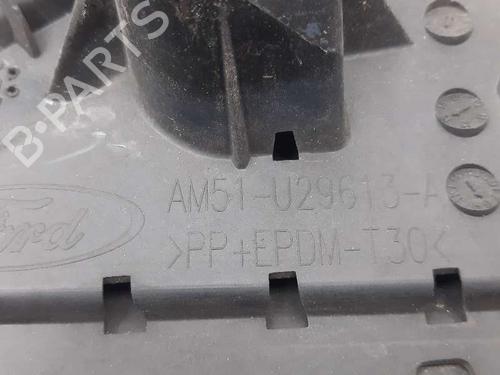 B-PARTS
AM51-U29613-A
Ford
>PP+EPDM-T30<